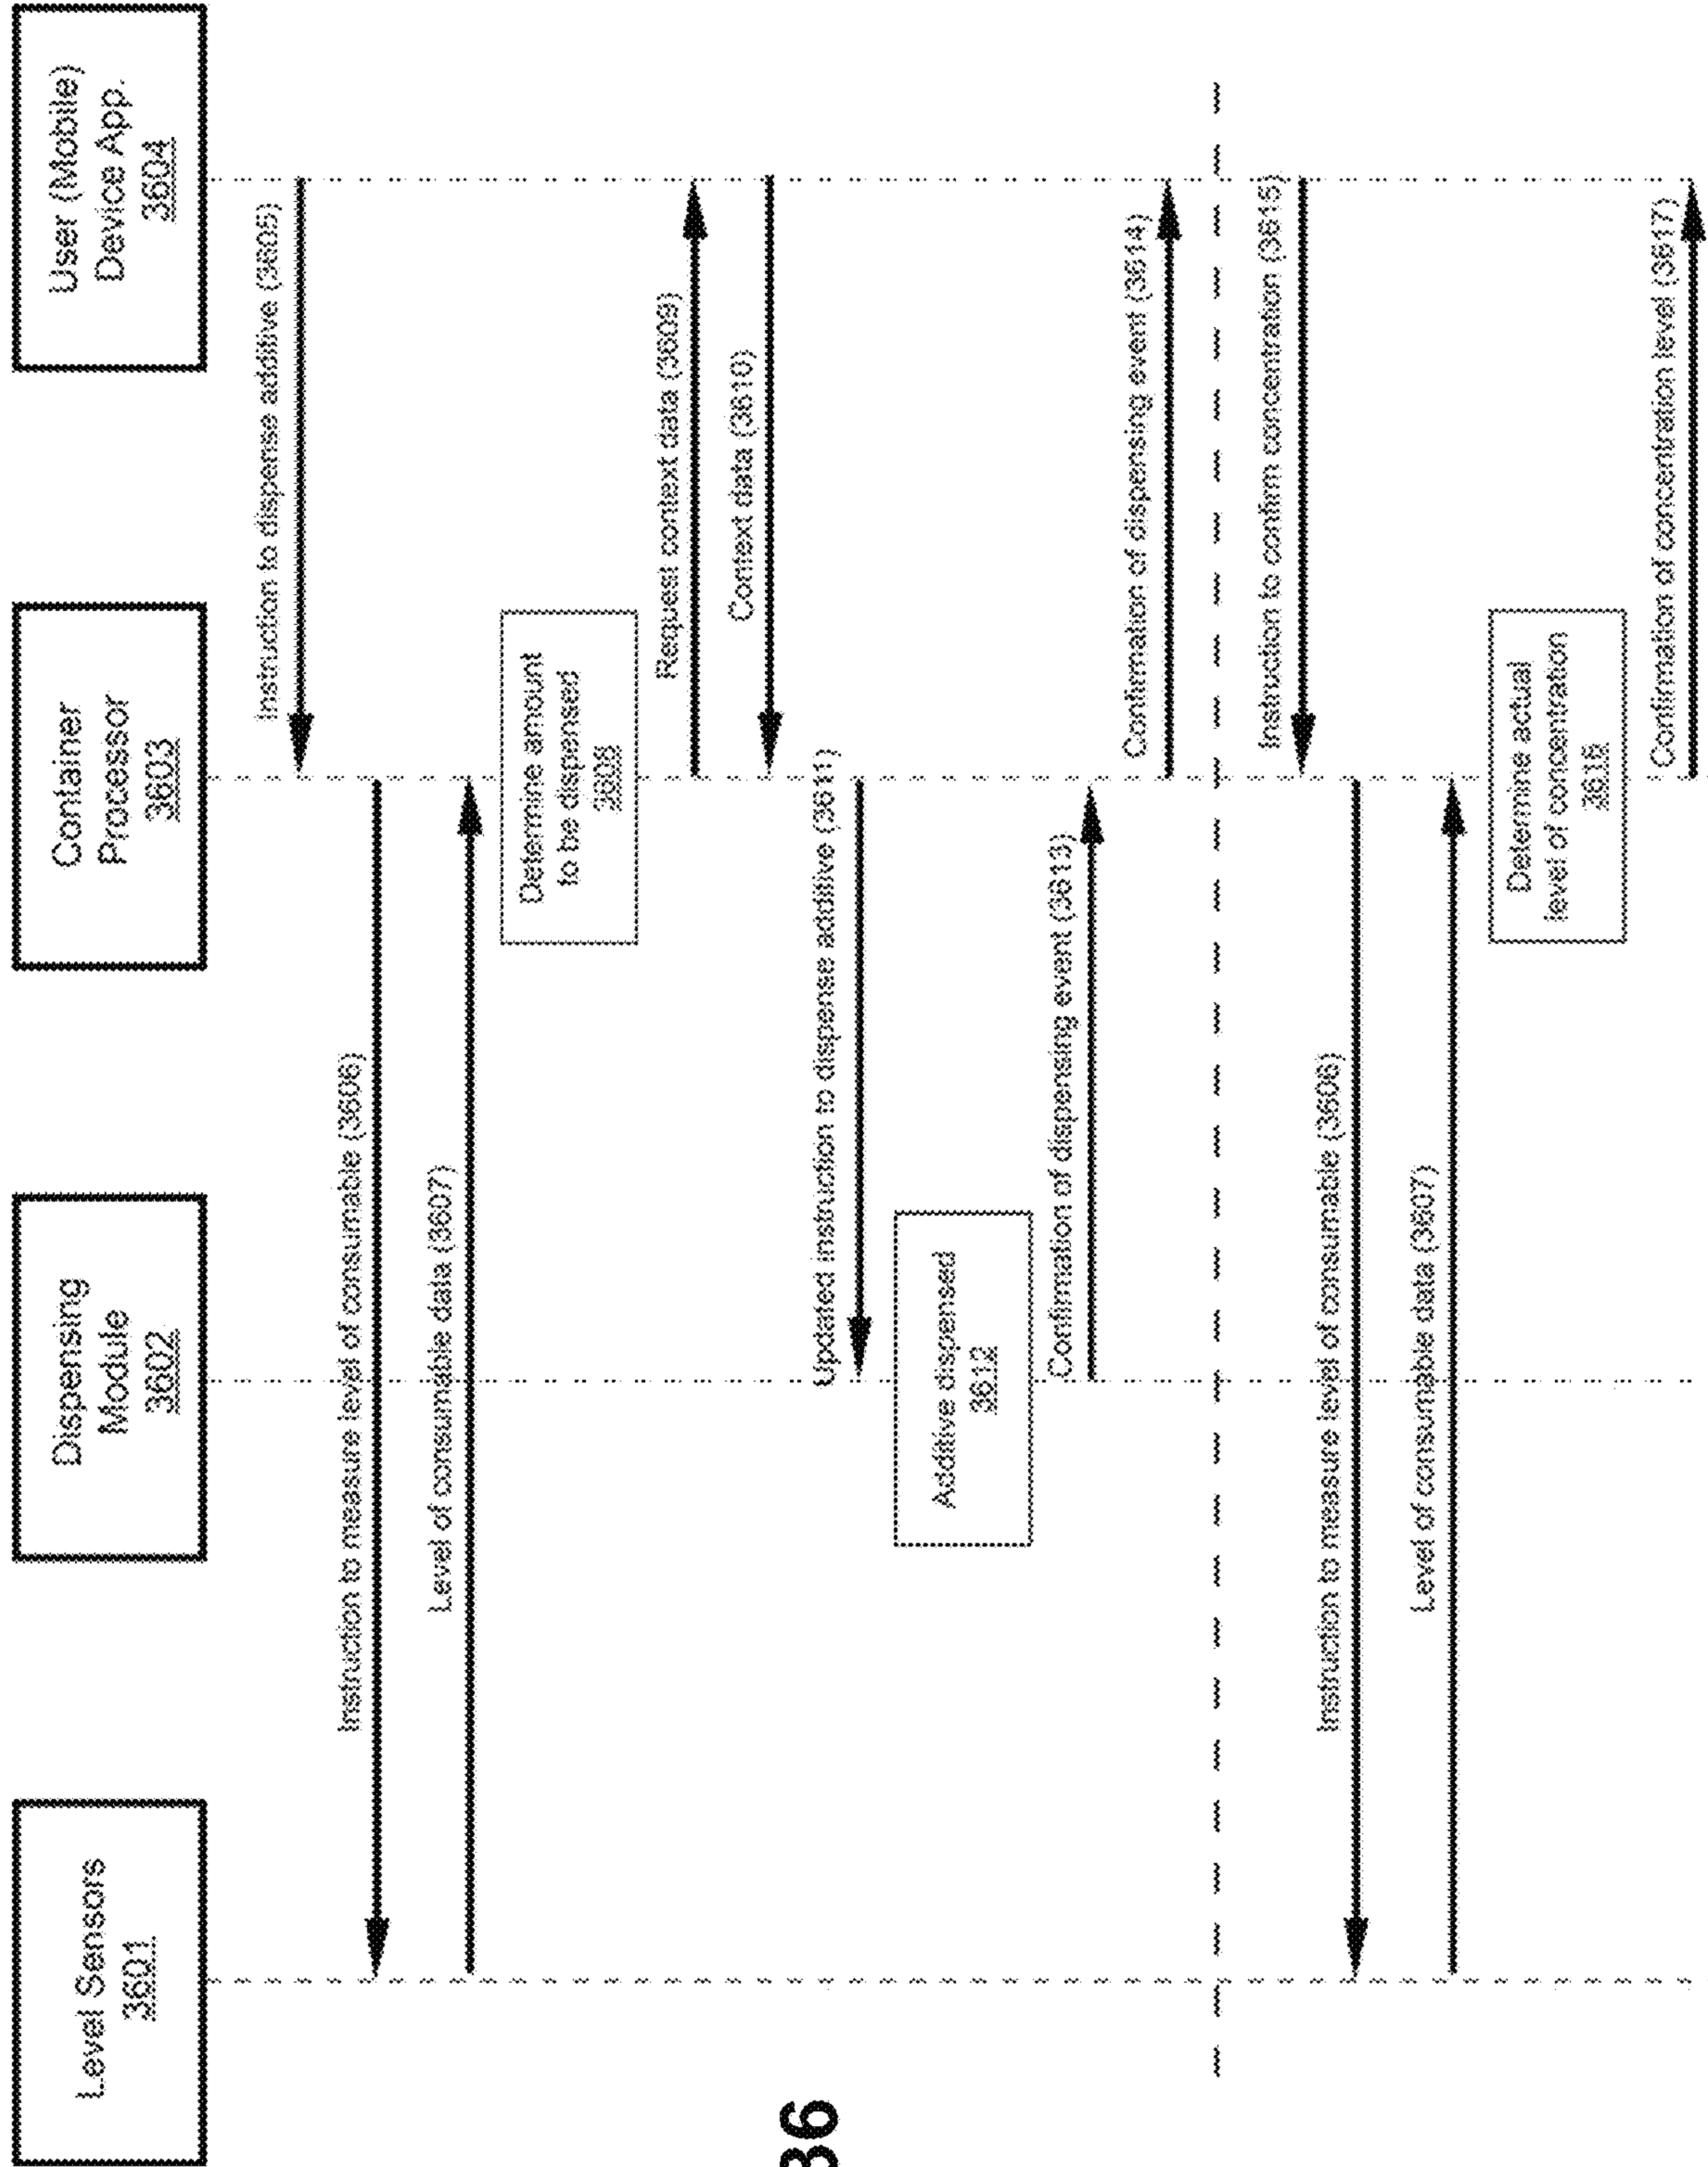 Level Sensors
3601
Dispensing
Module
3602
Container
Processor
3603
User (Mobile)
Device App.
3604
Instruction to dispense additive (3605)
Instruction to measure level of consumable (3606)
Level of consumable data (3607)
Determine amount
to be dispensed
3608
Request context data (3609)
Context data (3610)
Updated instruction to dispense additive (3611)
Additive dispensed
3612
Confirmation of dispensing event (3613)
Confirmation of dispensing event (3614)
Instruction to confirm concentration (3615)
Instruction to measure level of consumable (3606)
Level of consumable data (3607)
Determine actual
level of concentration
3616
Confirmation of concentration level (3617)
36